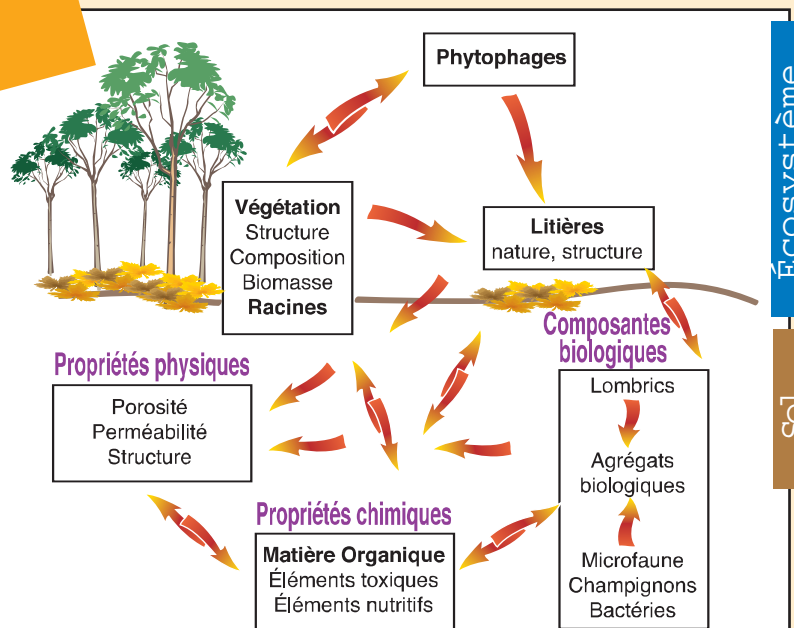 Phytophages
Écosystème
Végétation
Structure
Composition
Biomasse
Racines
Litières
nature, structure
Composantes
biologiques
Propriétés physiques
Porosité
Perméabilité
Structure
Lombrics
Agrégats
biologiques
Microfaune
Champignons
Bactéries
Sol
Propriétés chimiques
Matière Organique
Éléments toxiques
Éléments nutritifs